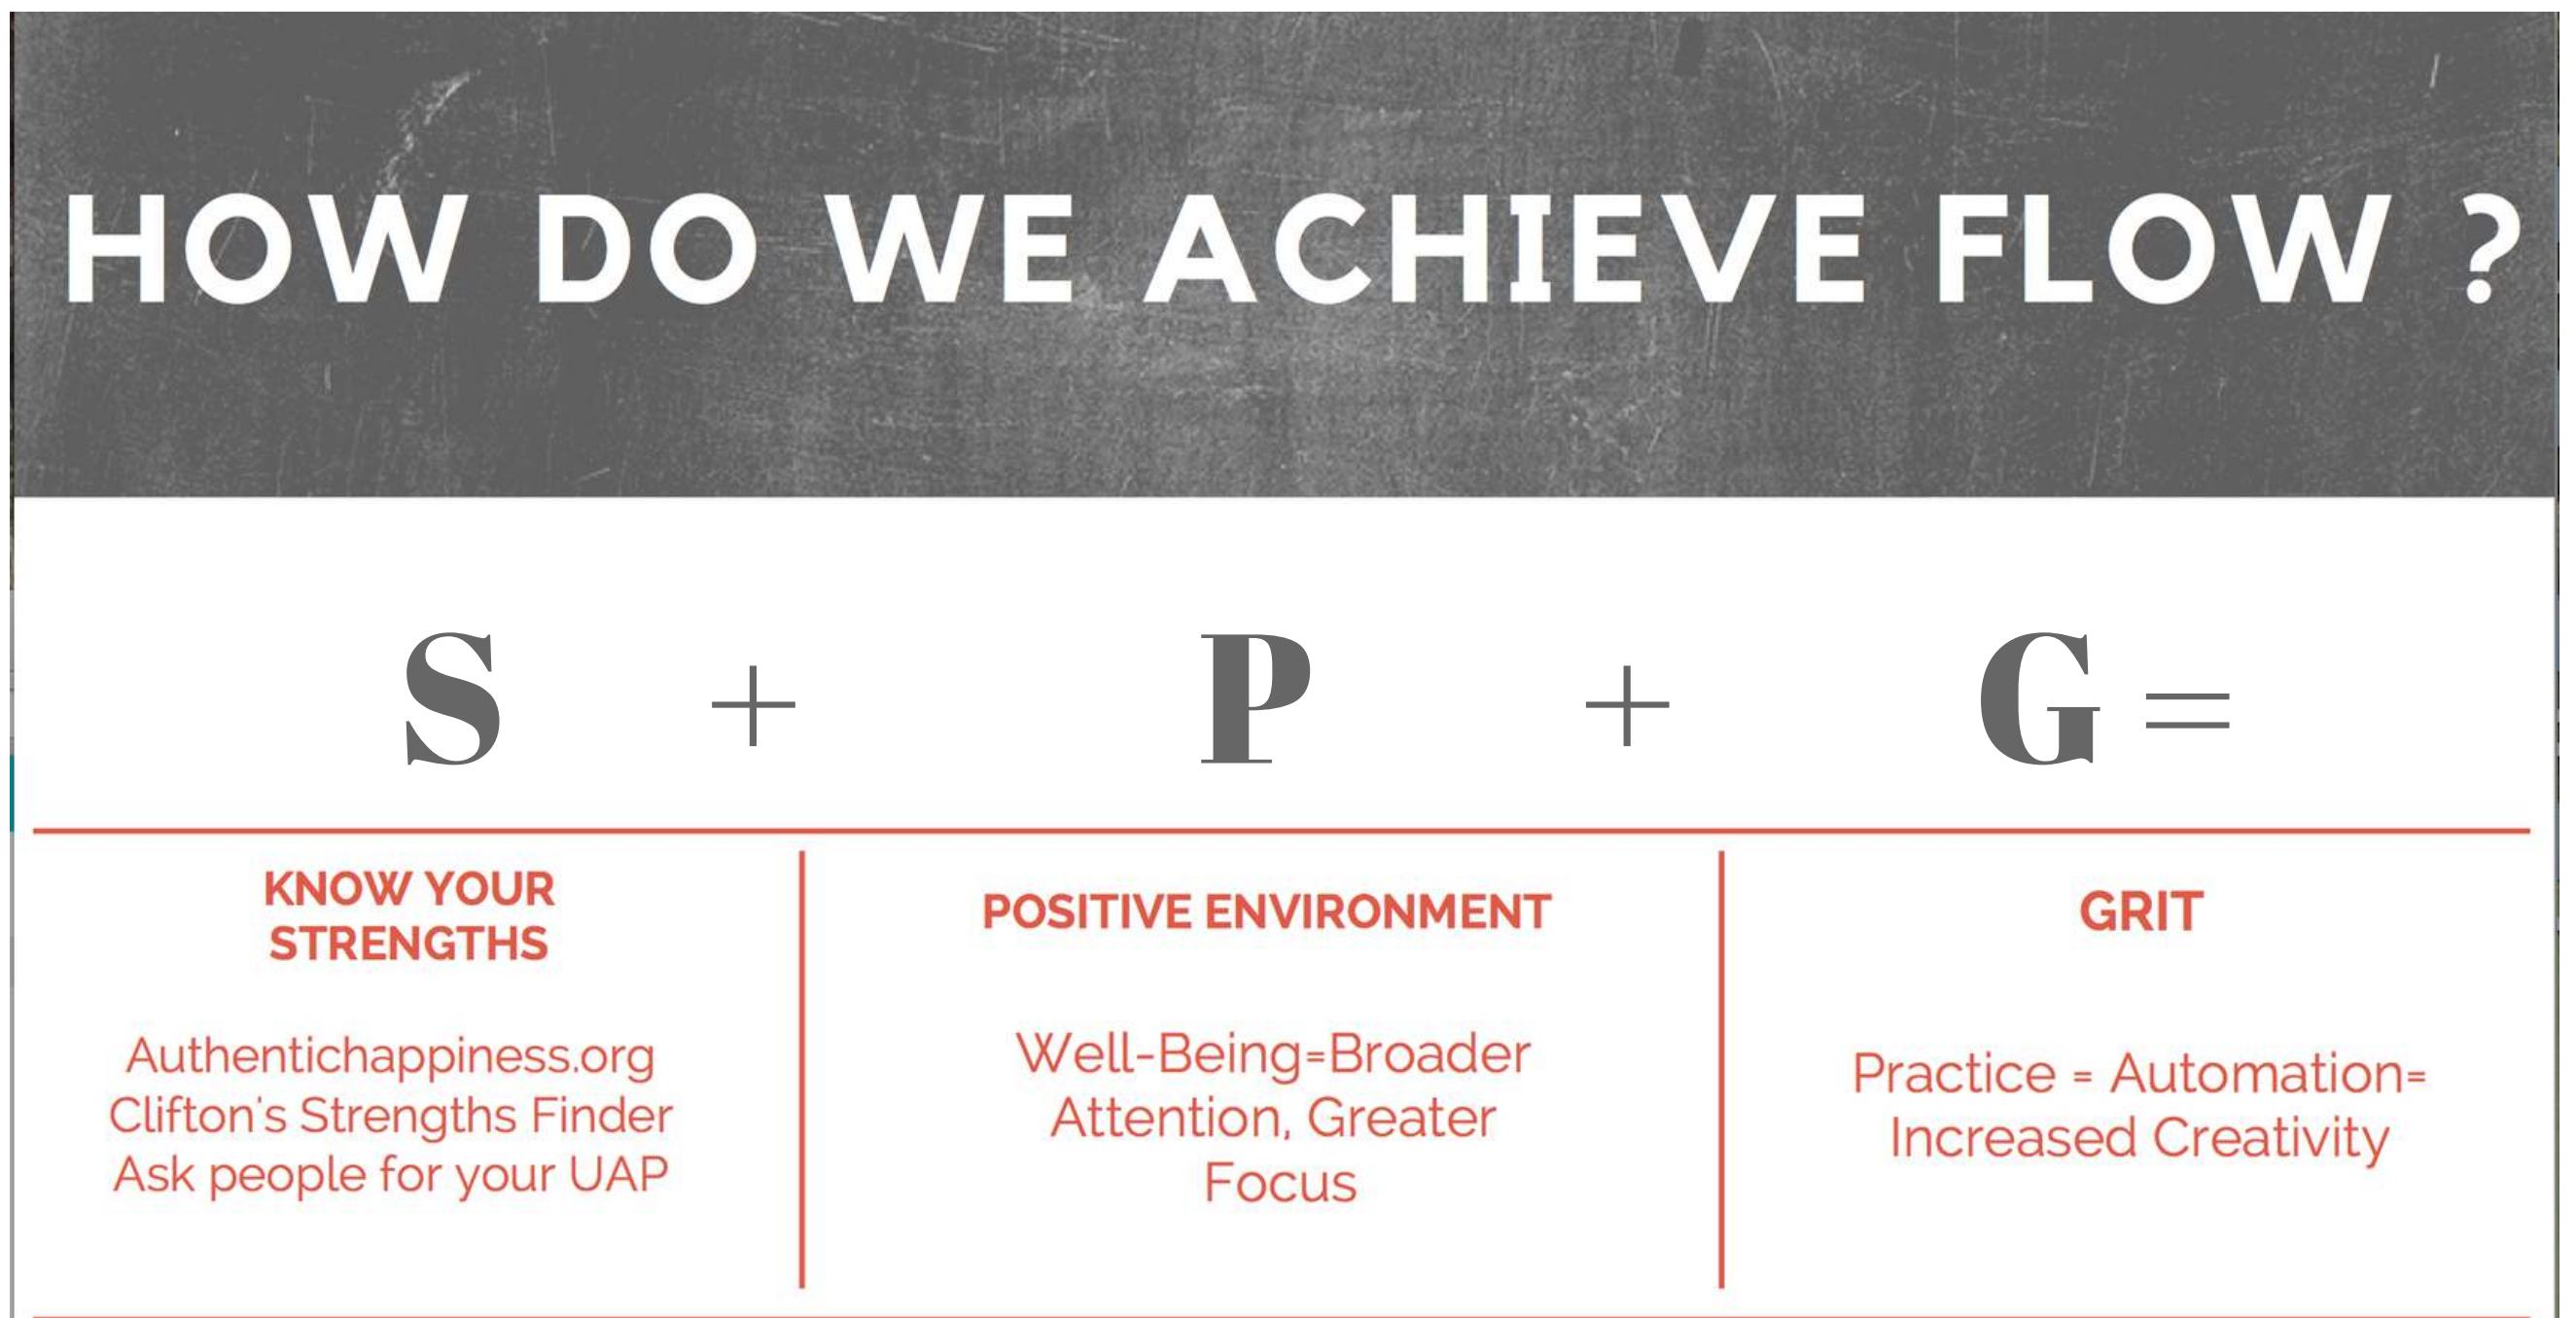 HOW DO WE ACHIEVE FLOW ?
S + P + G =
KNOW YOUR
STRENGTHS
Authentichappiness.org
Clifton's Strengths Finder
Ask people for your UAP
POSITIVE ENVIRONMENT
Well-Being=Broader
Attention, Greater
Focus
GRIT
Practice = Automation=
Increased Creativity